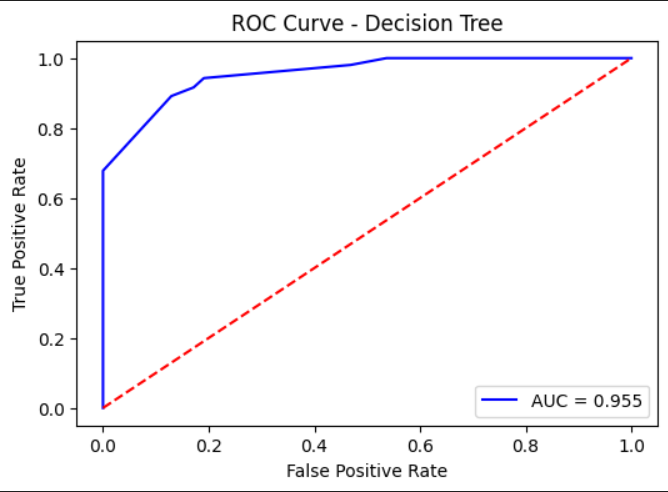 ROC Curve - Decision Tree
1.0
0.8
0.6
0.4
0.2
0.0
True Positive Rate
AUC = 0.955
0.0 0.2 0.4 0.6 0.8 1.0
False Positive Rate